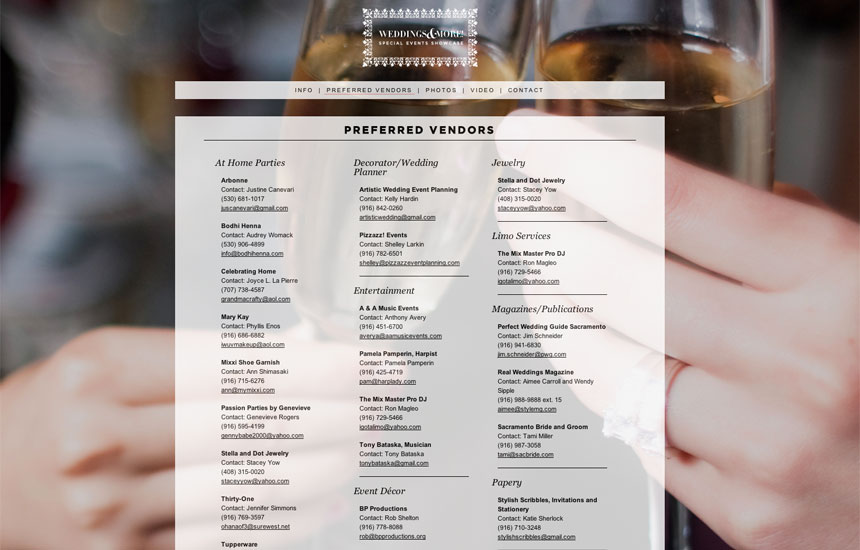 WEDDINGS&MORE!
SPECIAL EVENTS SHOWCASE
INFO | PREFERRED VENDORS | PHOTOS | VIDEO | CONTACT
PREFERRED VENDORS
At Home Parties
Arbonne
Contact: Justine Canevari
(530) 681-1017
juscanevari@gmail.com
Bodhi Henna
Contact: Audrey Womack
(530) 906-4899
info@bodhihenna.com
Celebrating Home
Contact: Joyce L. La Pierre
(707) 738-4587
grandmacrafty@aol.com
Mary Kay
Contact: Phyllis Enos
(916) 686-6882
iwuvmakeup@aol.com
Mixxi Shoe Garnish
Contact: Ann Shimasaki
(916) 715-6276
ann@mymixxi.com
Passion Parties by Genevieve
Contact: Genevieve Rogers
(916) 595-4199
gennybabe2000@yahoo.com
Stella and Dot Jewelry
Contact: Stacey Yow
(408) 315-0020
staceyyow@yahoo.com
Thirty-One
Contact: Jennifer Simmons
(916) 769-3597
ohanaof3@surewest.net
Tupperware
Decorator/Wedding
Planner
Artistic Wedding Event Planning
Contact: Kelly Hardin
(916) 842-0260
artisticwedding@gmail.com
Pizzazz! Events
Contact: Shelley Larkin
(916) 782-6501
shelley@pizzazzeventplanning.com
Entertainment
A & A Music Events
Contact: Anthony Avery
(916) 451-6700
averya@aamusicevents.com
Pamela Pamperin, Harpist
Contact: Pamela Pamperin
(916) 425-4719
pam@harplady.com
The Mix Master Pro DJ
Contact: Ron Magleo
(916) 729-5466
igotalimo@yahoo.com
Tony Bataska, Musician
Contact: Tony Bataska
tonybataska@gmail.com
Event Décor
BP Productions
Contact: Rob Shelton
(916) 778-8088
rob@bpproductions.org
Jewelry
Stella and Dot Jewelry
Contact: Stacey Yow
(408) 315-0020
staceyyow@yahoo.com
Limo Services
The Mix Master Pro DJ
Contact: Ron Magleo
(916) 729-5466
igotalimo@yahoo.com
Magazines/Publications
Perfect Wedding Guide Sacramento
Contact: Jim Schneider
(916) 941-6830
jim.schneider@pwg.com
Real Weddings Magazine
Contact: Aimee Carroll and Wendy
Sipple
(916) 988-9888 ext. 15
aimee@stylemg.com
Sacramento Bride and Groom
Contact: Tami Miller
(916) 987-3058
tami@sacbride.com
Papery
Stylish Scribbles, Invitations and
Stationery
Contact: Katie Sherlock
(916) 710-3248
stylishscribbles@gmail.com